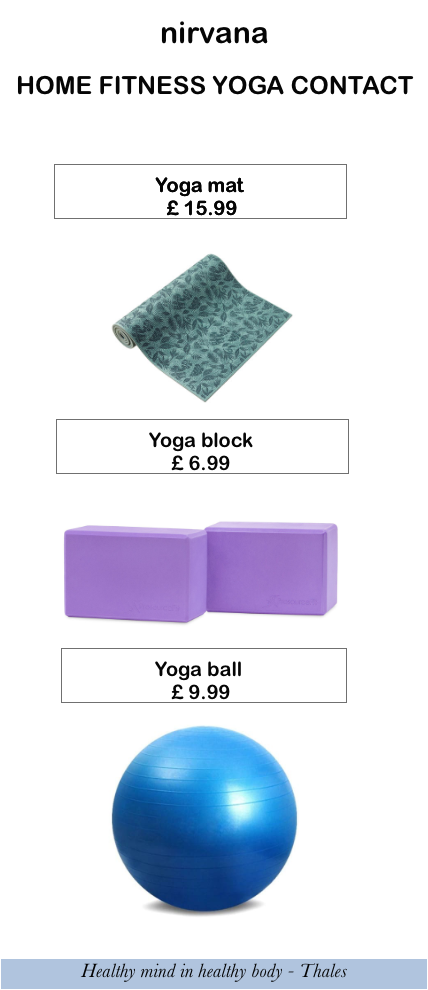 nirvana
HOME FITNESS YOGA CONTACT
Yoga mat
£ 15.99
Yoga block
£ 6.99
Yoga ball
£ 9.99
Healthy mind in healthy body - Thales